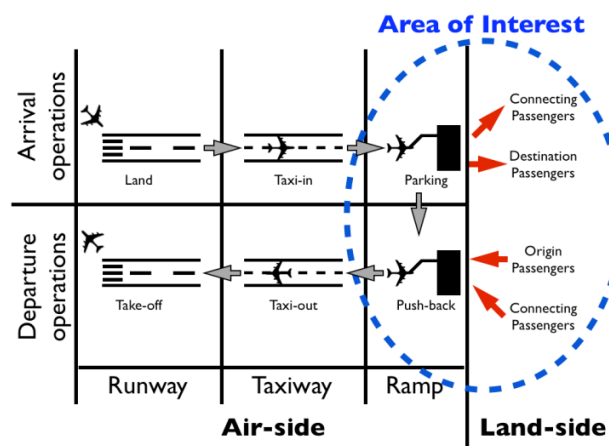 Area of Interest
Arrival
operations
Connecting
Passengers
Destination
Passengers
Land
Taxi-in
Parking
Departure
operations
Origin
Passengers
Connecting
Passengers
Take-off
Taxi-out
Push-back
Runway
Taxiway
Ramp
Air-side
Land-side